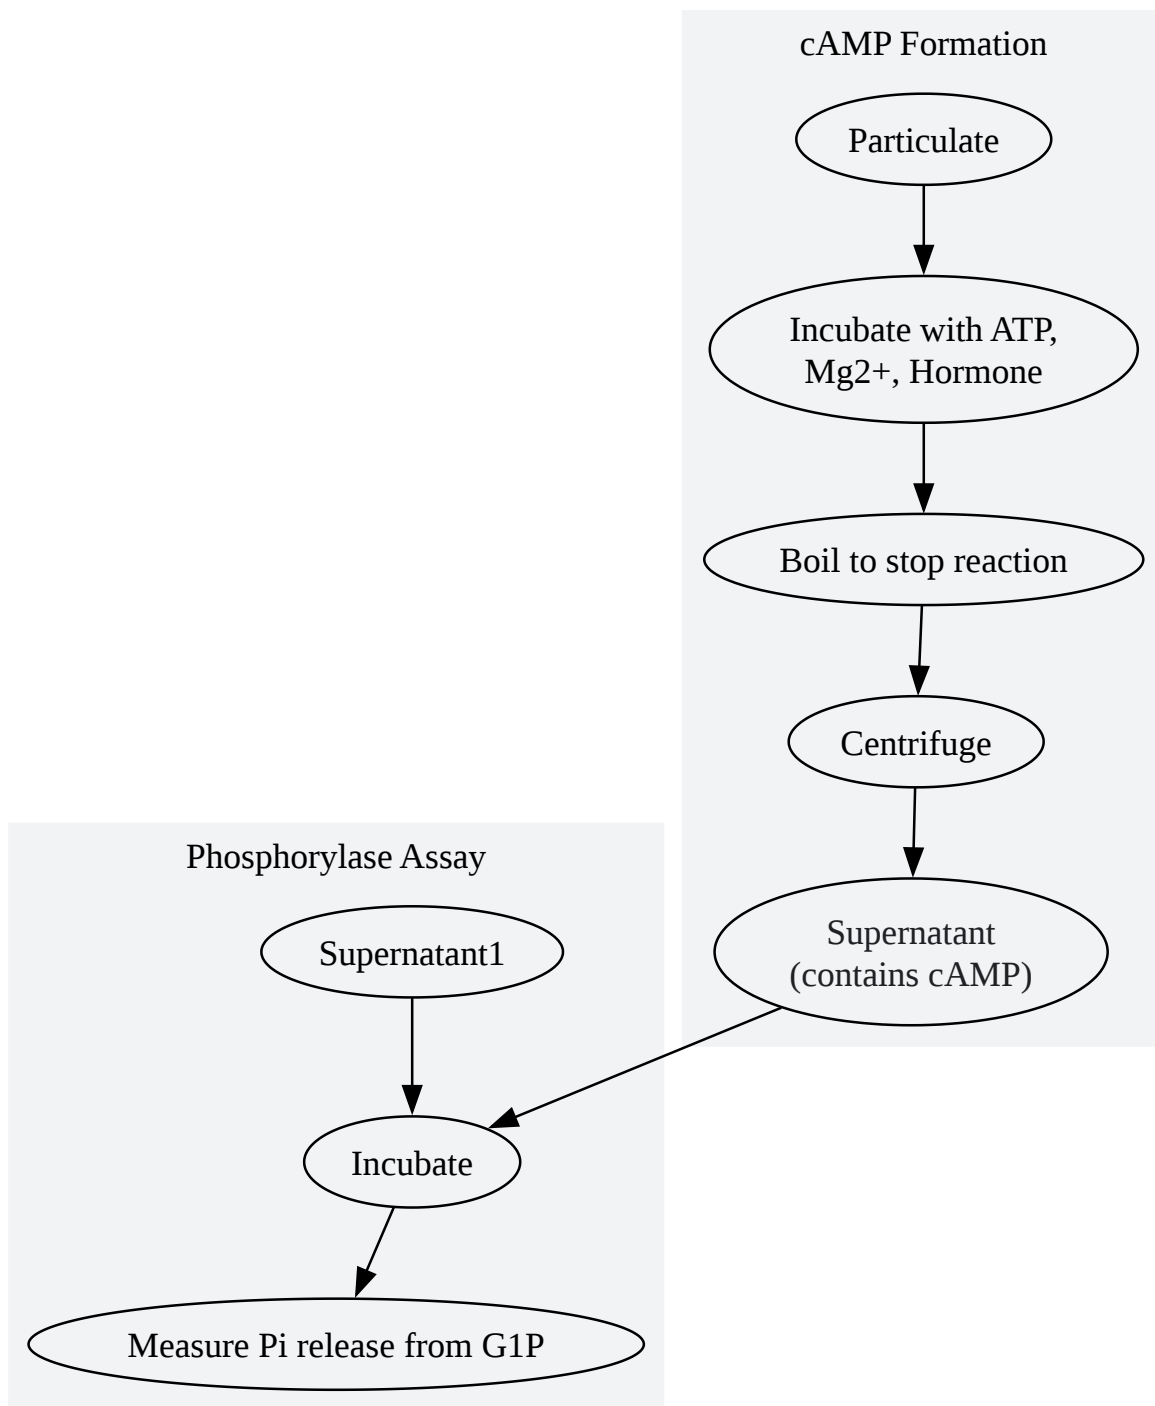 cAMP Formation
Particulate
Incubate with ATP,
Mg2+, Hormone
Boil to stop reaction
Centrifuge
Supernatant
(contains cAMP)
Phosphorylase Assay
Supernatant1
Incubate
Measure Pi release from G1P